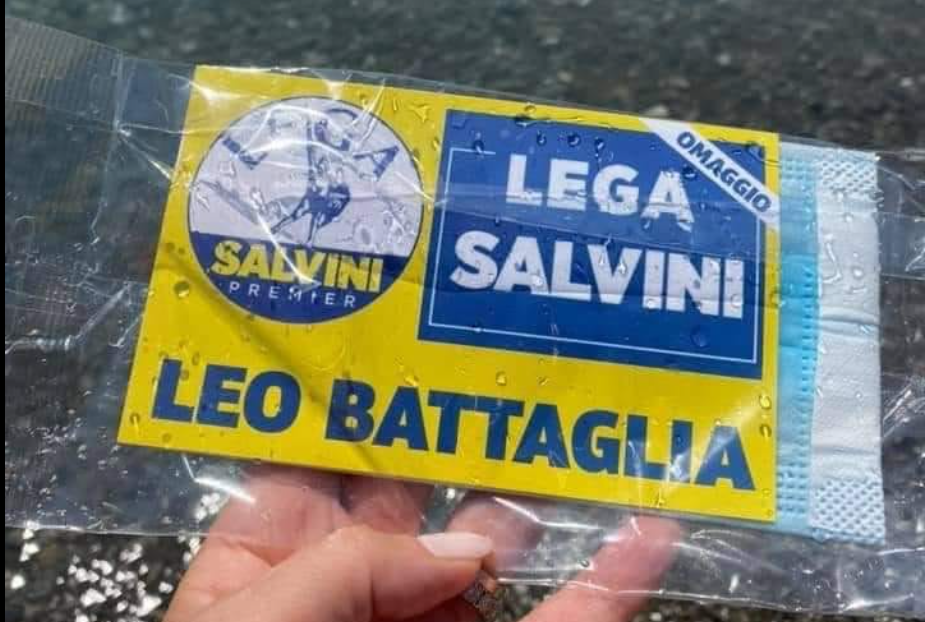 LEGA
SALVINI
PREMIER
LEGA
SALVINI
OMAGGIO
LEO BATTAGLIA